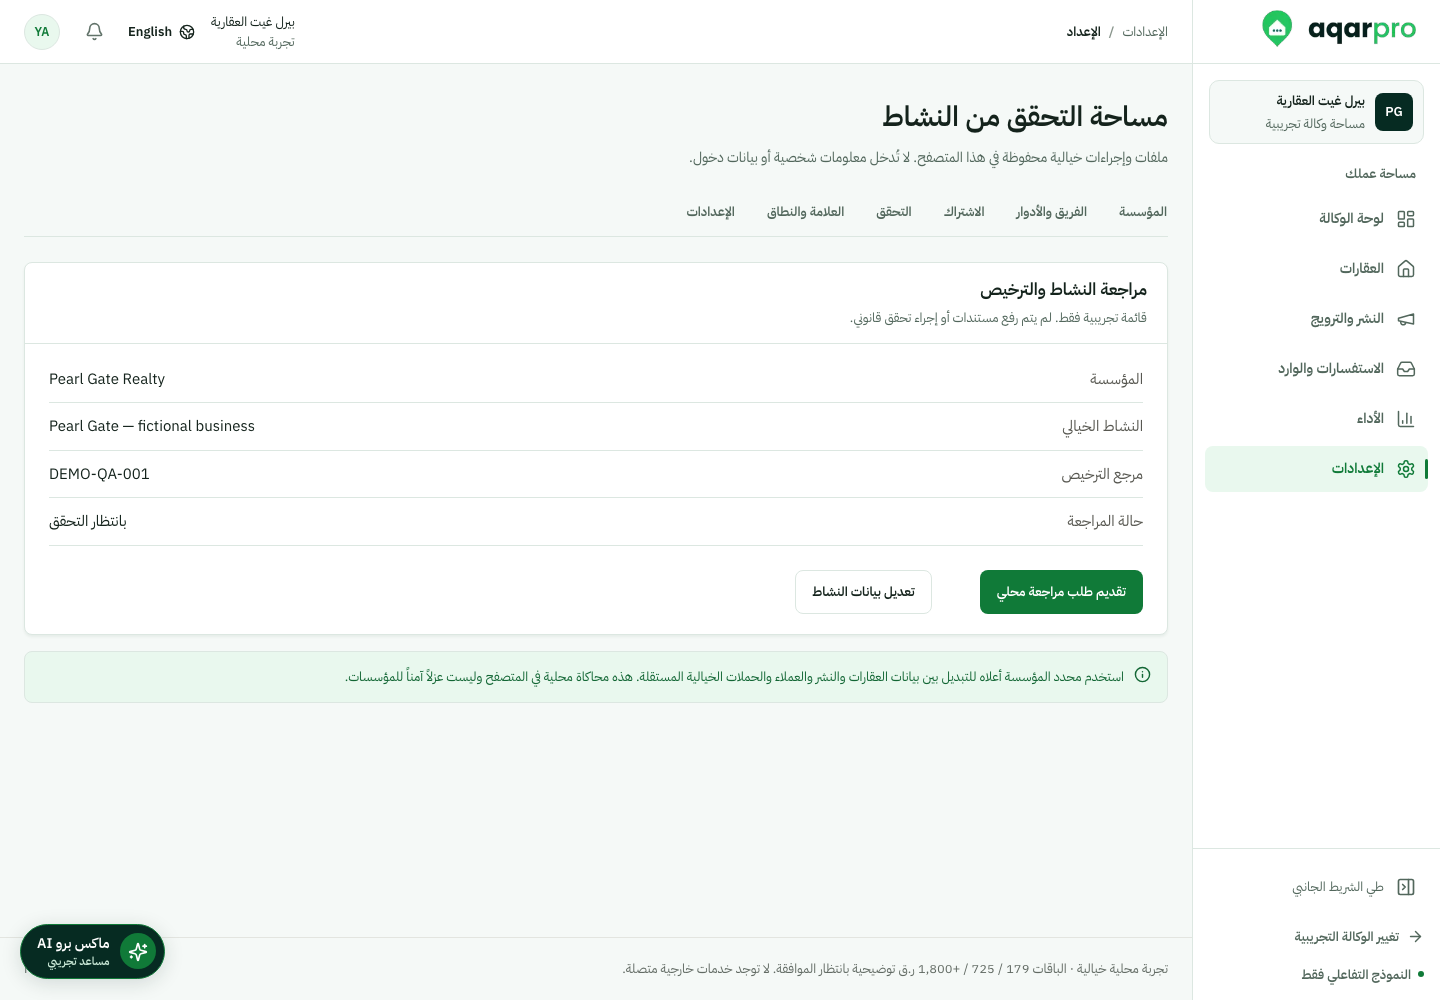 aqarpro
PG
بيرل غيت العقارية
مساحة وكالة تجريبية
مساحة عملك
لوحة الوكالة
العقارات
النشر والترويج
الاستفسارات والوارد
الأداء
الإعدادات
طي الشريط الجانبي
تغيير الوكالة التجريبية
النموذج التفاعلي فقط
الإعدادات / الإعداد
بيرل غيت العقارية
تجربة محلية
English
YA
مساحة التحقق من النشاط
ملفات وإجراءات خيالية محفوظة في هذا المتصفح. لا تُدخل معلومات شخصية أو بيانات دخول.
المؤسسة
الفريق والأدوار
الاشتراك
التحقق
العلامة والنطاق
الإعدادات
مراجعة النشاط والترخيص
قائمة تجريبية فقط. لم يتم رفع مستندات أو إجراء تحقق قانوني.
المؤسسة
Pearl Gate Realty
النشاط الخيالي
Pearl Gate — fictional business
مرجع الترخيص
DEMO-QA-001
حالة المراجعة
بانتظار التحقق
تقديم طلب مراجعة محلي
تعديل بيانات النشاط
استخدم محدد المؤسسة أعلاه للتبديل بين بيانات العقارات والنشر والعملاء والحملات الخيالية المستقلة. هذه محاكاة محلية في المتصفح وليست عزلاً آمناً للمؤسسات.
تجربة محلية خيالية · الباقات 179 / 725 / +1,800 ر.ق توضيحية بانتظار الموافقة. لا توجد خدمات خارجية متصلة.
ماكس برو AI
مساعد تجريبي